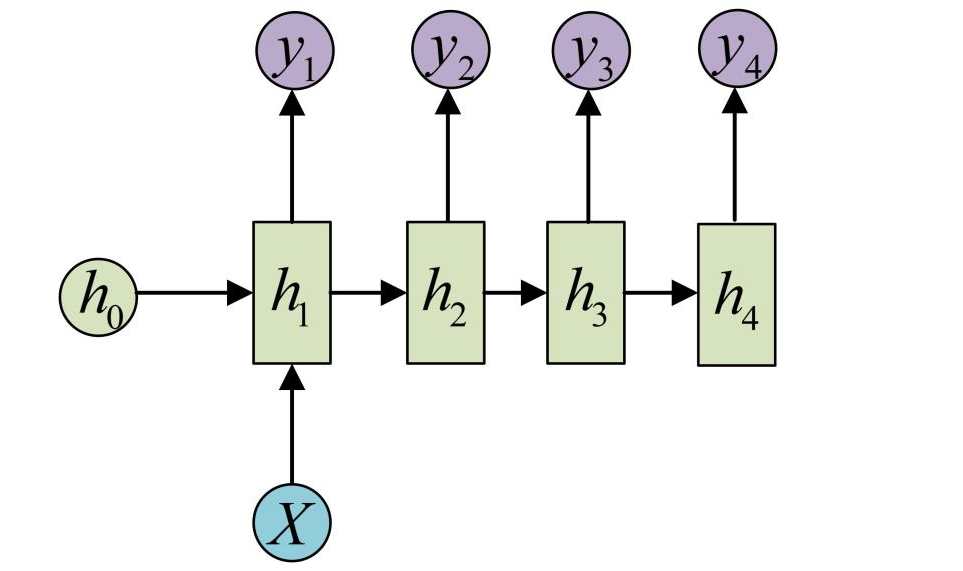 y₁ y₂ y₃ y₄
h₀ h₁ h₂ h₃ h₄
X